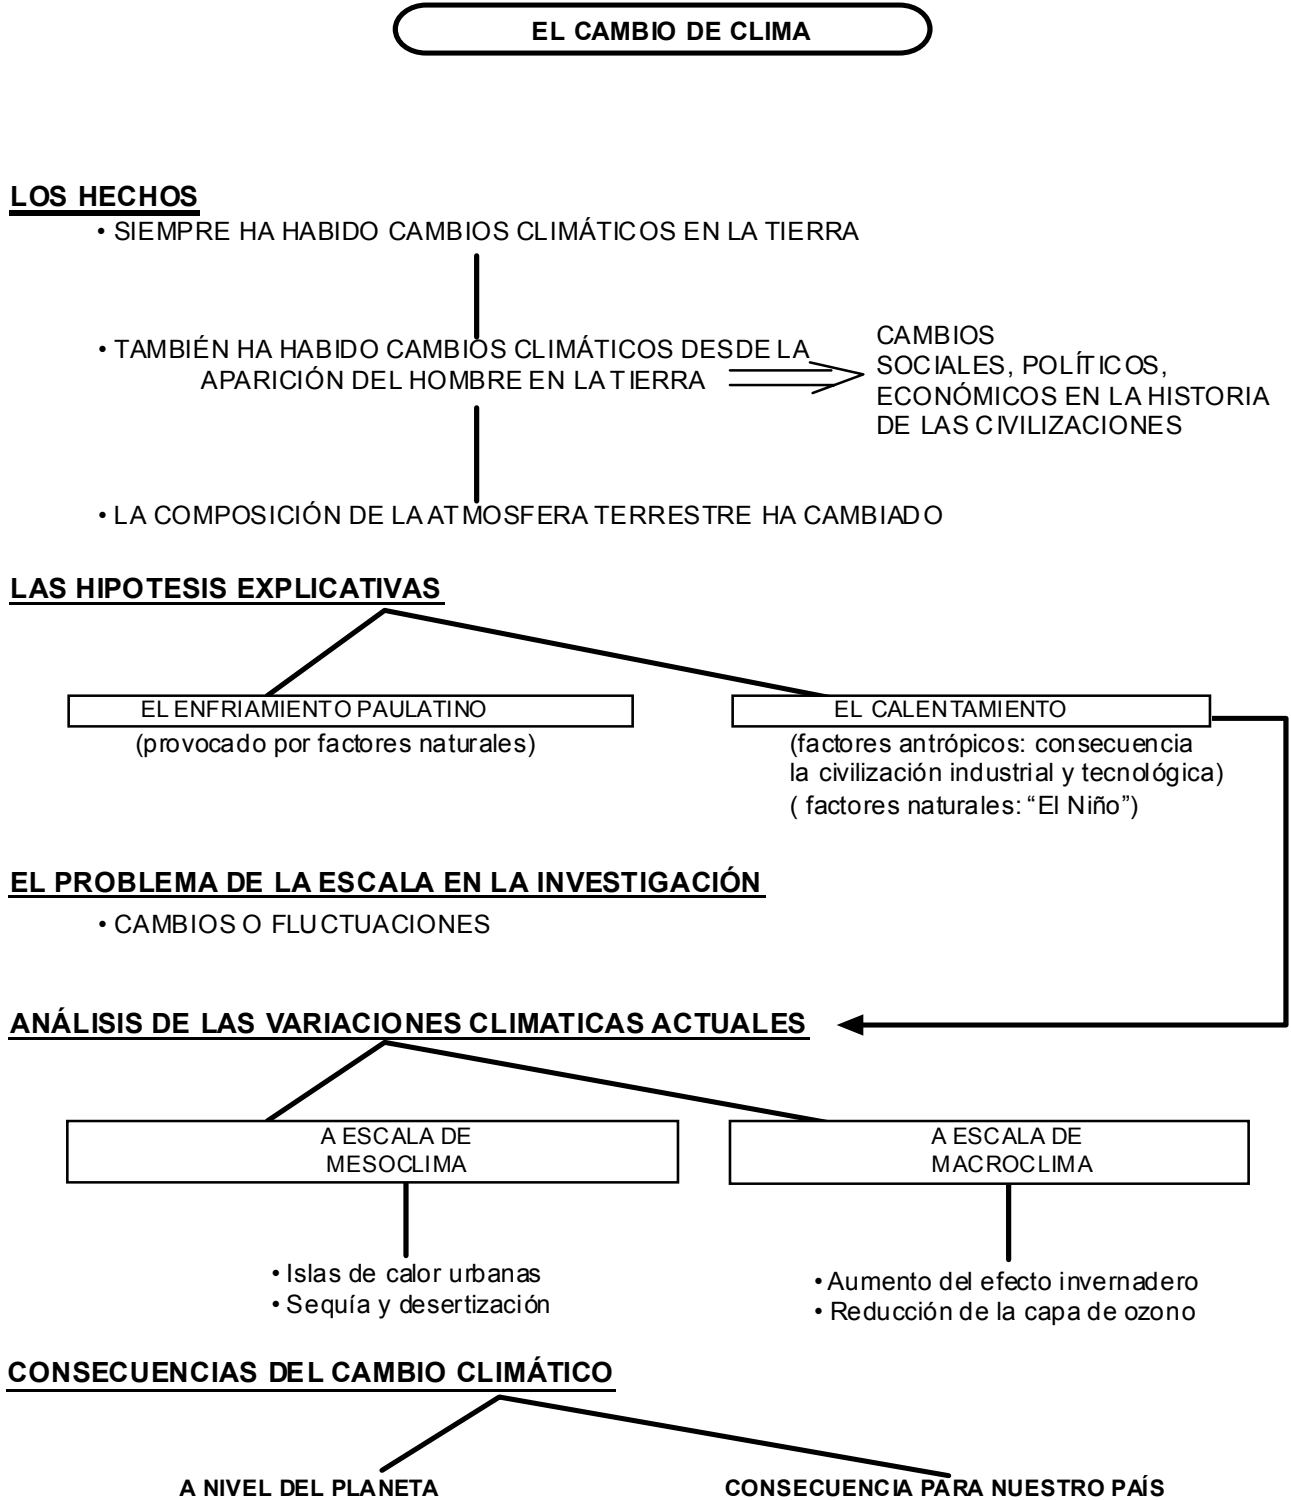 EL CAMBIO DE CLIMA
LOS HECHOS
• SIEMPRE HA HABIDO CAMBIOS CLIMÁTICOS EN LA TIERRA
• TAMBIÉN HA HABIDO CAMBIOS CLIMÁTICOS DESDE LA
APARICIÓN DEL HOMBRE EN LA TIERRA
CAMBIOS
SOCIALES, POLÍTICOS,
ECONÓMICOS EN LA HISTORIA
DE LAS CIVILIZACIONES
• LA COMPOSICIÓN DE LA ATMOSFERA TERRESTRE HA CAMBIADO
LAS HIPOTESIS EXPLICATIVAS
EL ENFRIAMIENTO PAULATINO
(provocado por factores naturales)
EL CALENTAMIENTO
(factores antrópicos: consecuencia
la civilización industrial y tecnológica)
( factores naturales: “El Niño”)
EL PROBLEMA DE LA ESCALA EN LA INVESTIGACIÓN
• CAMBIOS O FLUCTUACIONES
ANÁLISIS DE LAS VARIACIONES CLIMATICAS ACTUALES
A ESCALA DE
MESOCLIMA
• Islas de calor urbanas
• Sequía y desertización
A ESCALA DE
MACROCLIMA
• Aumento del efecto invernadero
• Reducción de la capa de ozono
CONSECUENCIAS DEL CAMBIO CLIMÁTICO
A NIVEL DEL PLANETA
CONSECUENCIA PARA NUESTRO PAÍS